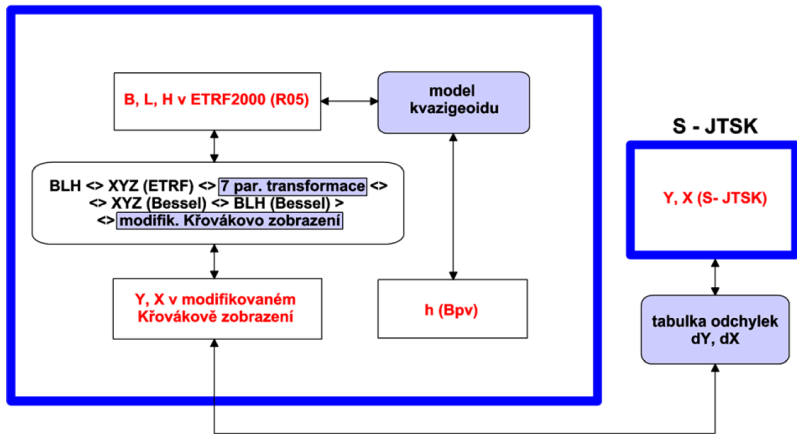 B, L, H v ETRF2000 (R05)
model
kvazigeoidu
S - JTSK
BLH <> XYZ (ETRF) <> 7 par. transformace <>
<> XYZ (Bessel) <> BLH (Bessel) >
<> modifik. Křovákovo zobrazení
Y, X (S- JTSK)
Y, X v modifikovaném
Křovákově zobrazení
h (Bpv)
tabulka odchylek
dY, dX